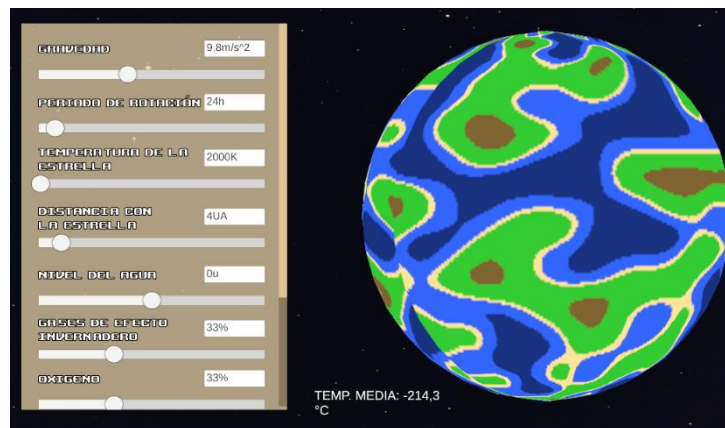 GRAVEDAD 9,8m/s^2
PERIODO DE ROTACIÓN 24h
TEMPERATURA DE LA
ESTRELLA 2000K
DISTANCIA CON
LA ESTRELLA 4UA
NIVEL DEL AGUA 0u
GASES DE EFECTO
INVERNADERO 33%
OXIGENO 33%
TEMP. MEDIA: -214,3
°C